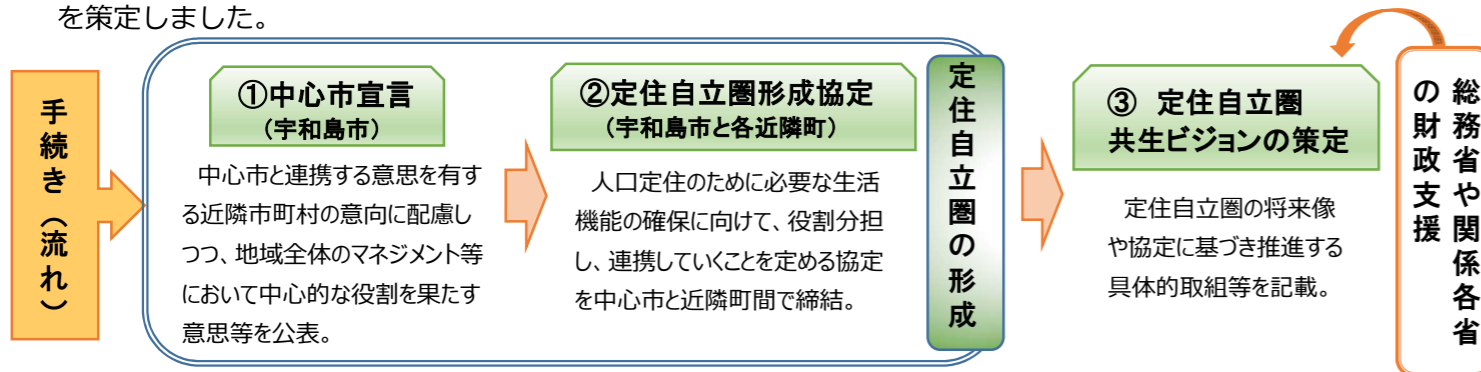 を策定しました。
手続き（流れ）
①中心市宣言
（宇和島市）
中心市と連携する意思を有す
る近隣市町村の意向に配慮し
つつ、地域全体のマネジメント等
において中心的な役割を果たす
意思等を公表。
②定住自立圏形成協定
（宇和島市と各近隣町）
人口定住のために必要な生活
機能の確保に向けて、役割分担
し、連携していくことを定める協定
を中心市と近隣町間で締結。
定住自立圏の形成
③ 定住自立圏
共生ビジョンの策定
定住自立圏の将来像
や協定に基づき推進する
具体的取組等を記載。
総務省や関係各省
の財政支援